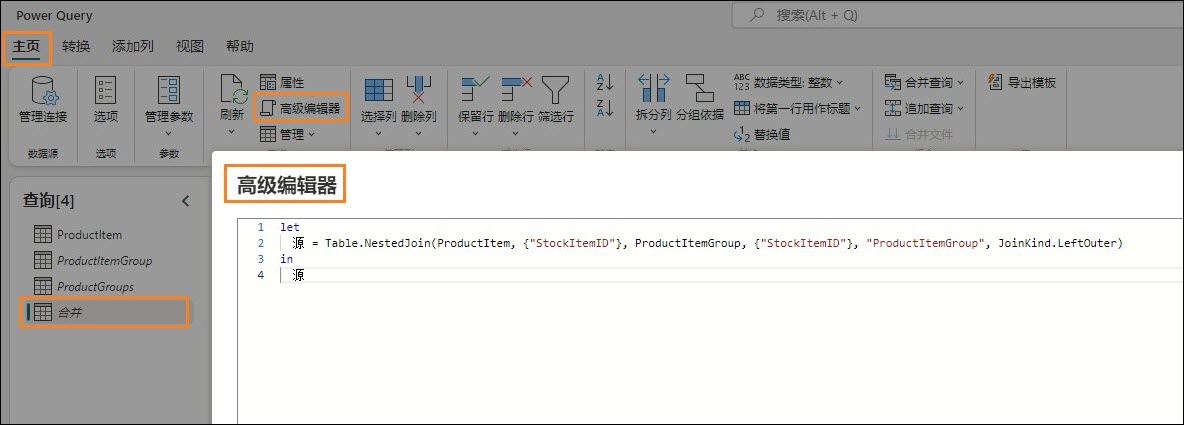 Power Query
搜索(Alt + Q)
主页 转换 添加列 视图 帮助
管理连接
数据源
选项
选项
管理参数
参数
刷新
属性
高级编辑器
管理
选择列 删除列
保留行 删除行 筛选行
拆分列 分组依据
数据类型: 整数
将第一行用作标题
替换值
合并查询
追加查询
合并文件
导出模板
查询[4]
ProductItem
ProductItemGroup
ProductGroups
合并
高级编辑器
1 let
2 源 = Table.NestedJoin(ProductItem, {"StockItemID"}, ProductItemGroup, {"StockItemID"}, "ProductItemGroup", JoinKind.LeftOuter)
3 in
4 源